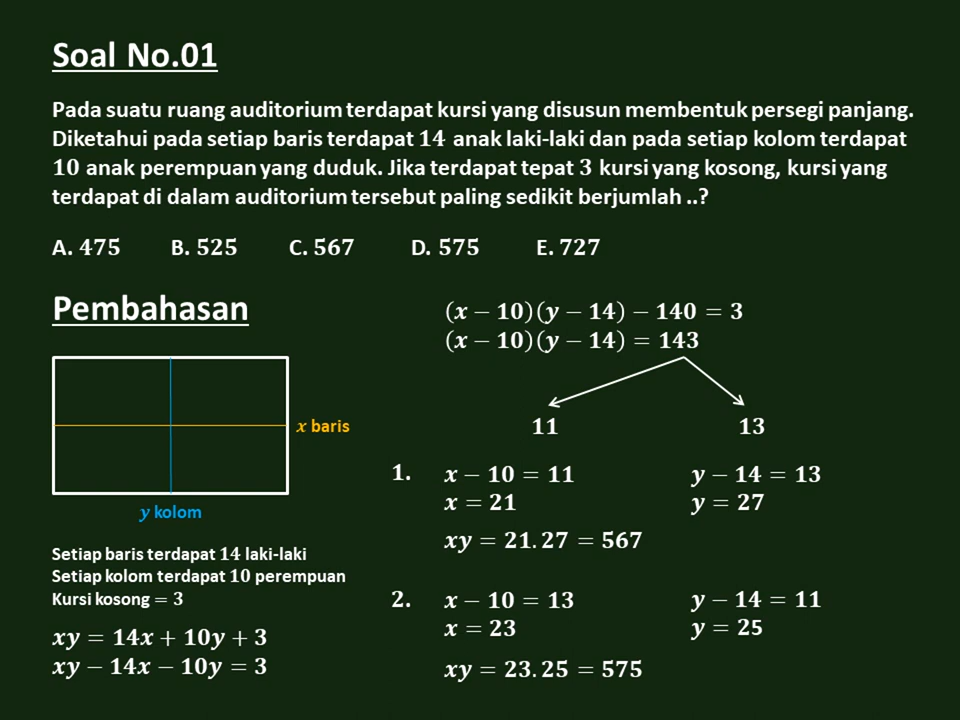 Soal No.01
Pada suatu ruang auditorium terdapat kursi yang disusun membentuk persegi panjang.
Diketahui pada setiap baris terdapat 14 anak laki-laki dan pada setiap kolom terdapat
10 anak perempuan yang duduk. Jika terdapat tepat 3 kursi yang kosong, kursi yang
terdapat di dalam auditorium tersebut paling sedikit berjumlah ..?
A. 475 B. 525 C. 567 D. 575 E. 727
Pembahasan
x baris
y kolom
Setiap baris terdapat 14 laki-laki
Setiap kolom terdapat 10 perempuan
Kursi kosong = 3
xy = 14x + 10y + 3
xy − 14x − 10y = 3
(x − 10)(y − 14) − 140 = 3
(x − 10)(y − 14) = 143
11 13
1. x − 10 = 11 y − 14 = 13
x = 21 y = 27
xy = 21.27 = 567
2. x − 10 = 13 y − 14 = 11
x = 23 y = 25
xy = 23.25 = 575